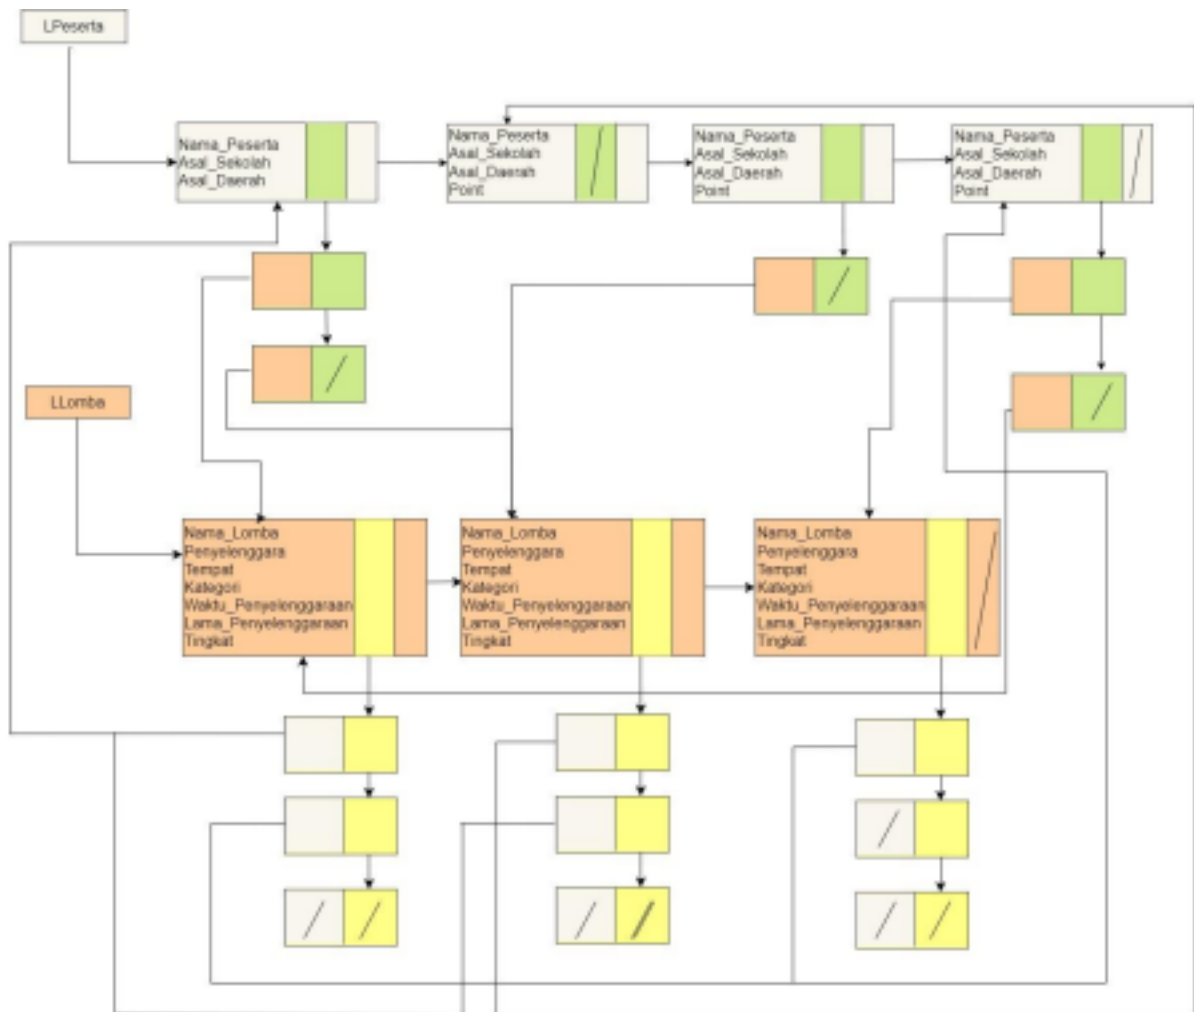 LPeserta
Nama_Peserta
Asal_Sekolah
Asal_Daerah
Nama_Peserta
Asal_Sekolah
Asal_Daerah
Point
Nama_Peserta
Asal_Sekolah
Asal_Daerah
Point
Nama_Peserta
Asal_Sekolah
Asal_Daerah
Point
LLomba
Nama_Lomba
Penyelenggara
Tempat
Kategori
Waktu_Penyelenggaraan
Lama_Penyelenggaraan
Tingkat
Nama_Lomba
Penyelenggara
Tempat
Kategori
Waktu_Penyelenggaraan
Lama_Penyelenggaraan
Tingkat
Nama_Lomba
Penyelenggara
Tempat
Kategori
Waktu_Penyelenggaraan
Lama_Penyelenggaraan
Tingkat